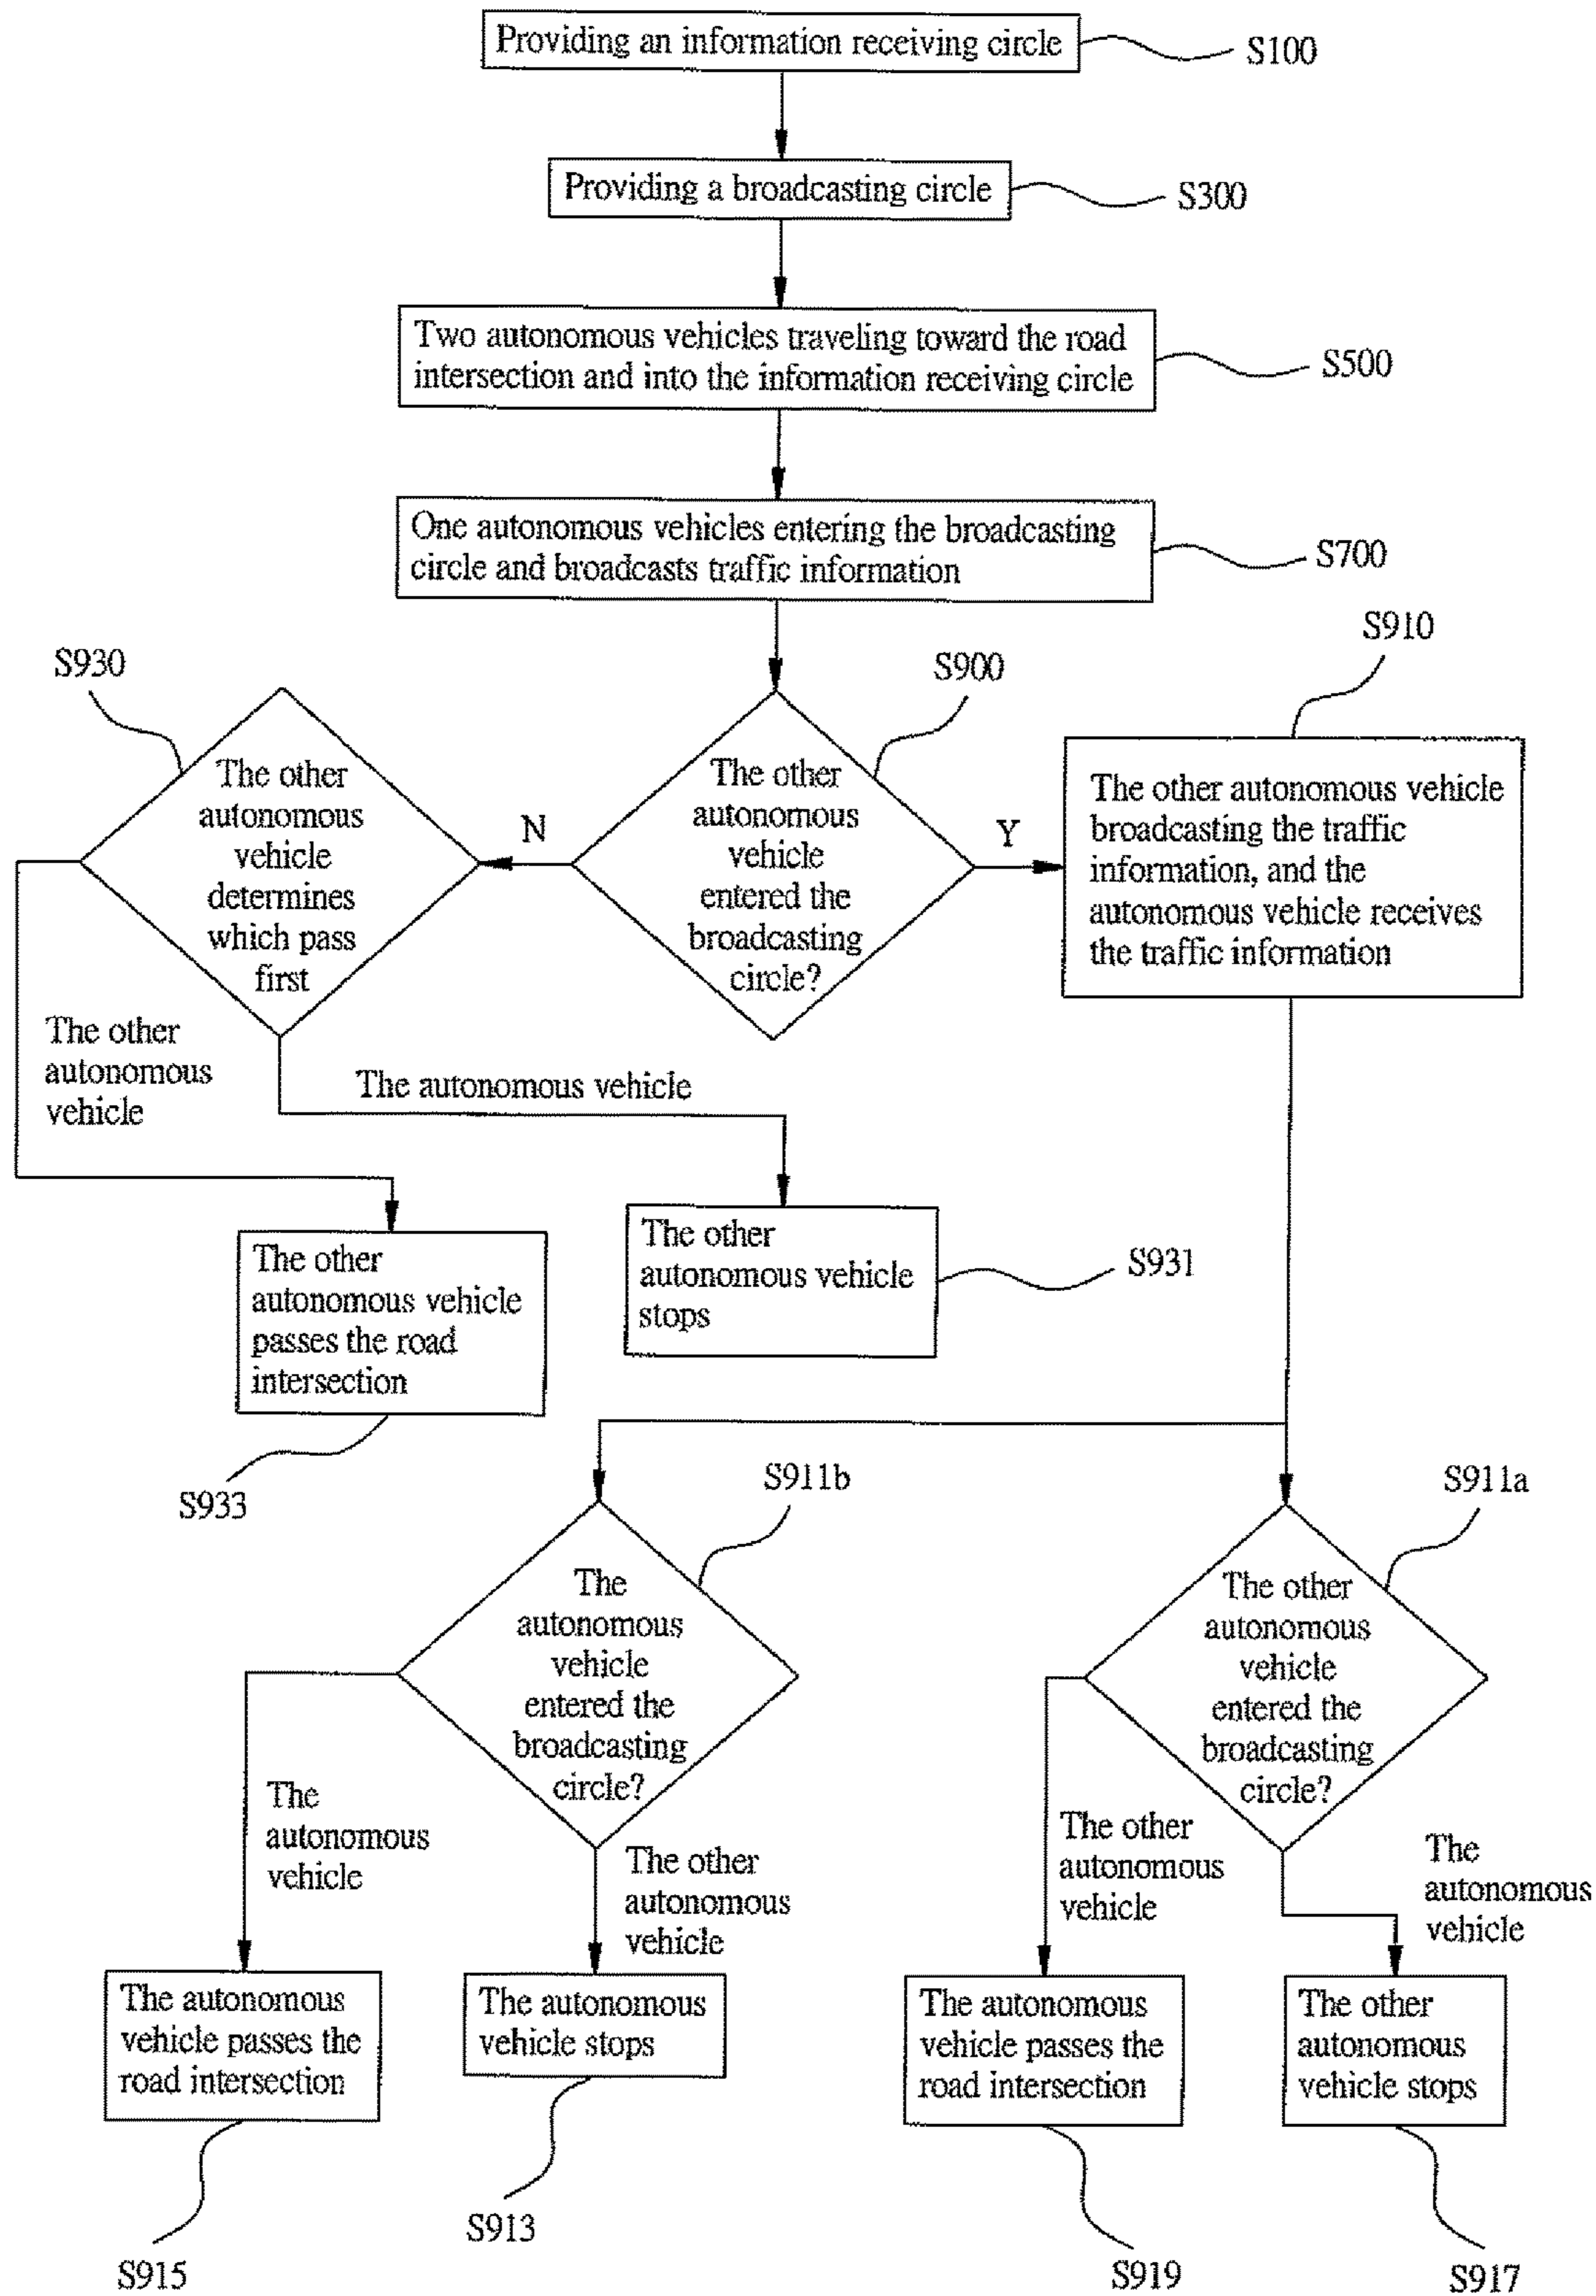 Providing an information receiving circle
S100
Providing a broadcasting circle
S300
Two autonomous vehicles traveling toward the road
intersection and into the information receiving circle
S500
One autonomous vehicles entering the broadcasting
circle and broadcasts traffic information
S700
S930
S900
S910
The other
autonomous
vehicle
determines
which pass
first
N
The other
autonomous
vehicle
entered the
broadcasting
circle?
Y
The other autonomous vehicle
broadcasting the traffic
information, and the
autonomous vehicle receives
the traffic information
The other
autonomous
vehicle
The autonomous vehicle
The other
autonomous vehicle
passes the road
intersection
S933
The other
autonomous vehicle
stops
S931
S911b
S911a
The
autonomous
vehicle
entered the
broadcasting
circle?
The other
autonomous
vehicle
entered the
broadcasting
circle?
The
autonomous
vehicle
The other
autonomous
vehicle
The other
autonomous
vehicle
The
autonomous
vehicle
The autonomous
vehicle passes the
road intersection
The autonomous
vehicle stops
The autonomous
vehicle passes the
road intersection
The other
autonomous
vehicle stops
S915
S913
S919
S917